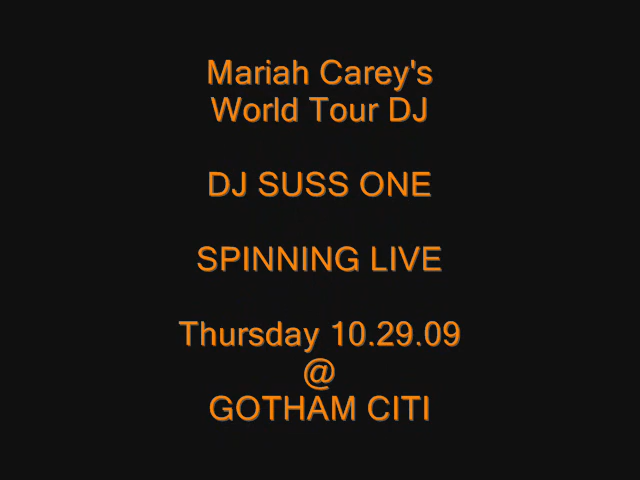 Mariah Carey's
World Tour DJ
DJ SUSS ONE
SPINNING LIVE
Thursday 10.29.09
@
GOTHAM CITI